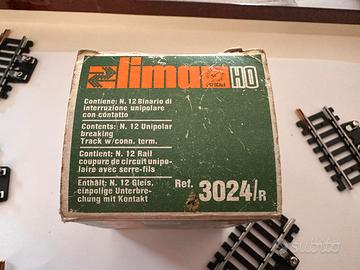 lima HO
Contiene: N. 12 Binario di
interruzione unipolare
con contatto
Contents: N. 12 Unipolar
breaking
Track w/conn. term.
Contient: N. 12 Rail
coupure de circuit unipo-
laire avec serre-fils
Enthält: N. 12 Gleis,
einpolige Unterbre-
chung mit Kontakt
Ref. 3024/R
subito